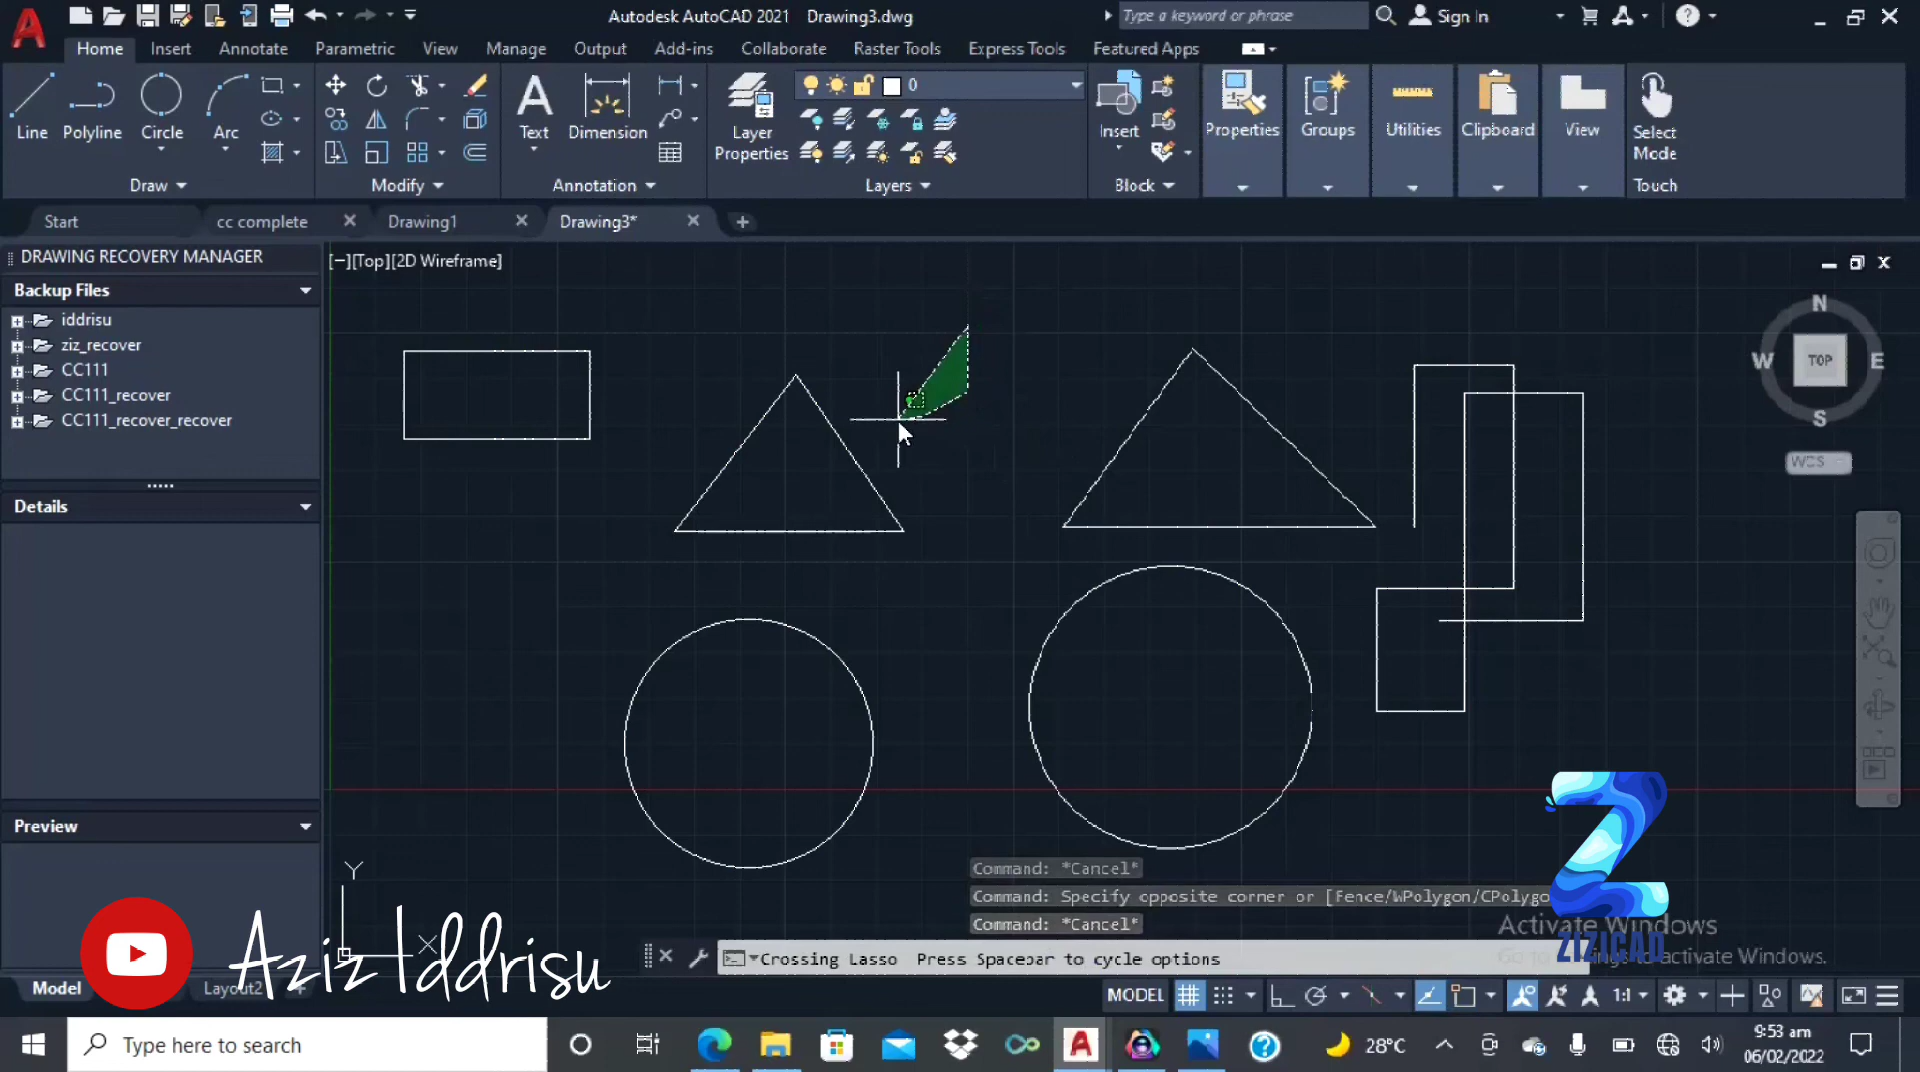 Autodesk AutoCAD 2021 Drawing3.dwg
Type a keyword or phrase
Sign In
Home Insert Annotate Parametric View Manage Output Add-ins Collaborate Raster Tools Express Tools Featured Apps
0
Line Polyline Circle Arc
Text Dimension
Layer Properties
Insert
Properties Groups Utilities Clipboard View
Select Mode
Draw Modify Annotation Layers Block Touch
Start cc complete Drawing1 Drawing3*
DRAWING RECOVERY MANAGER
Backup Files
iddrisu
ziz_recover
CC111
CC111_recover
CC111_recover_recover
Details
Preview
[−][Top][2D Wireframe]
N
W TOP E
S
WCS
Y
X
Command: *Cancel*
Command: Specify opposite corner or [Fence/WPolygon/CPolygo
Command: *Cancel*
Crossing Lasso Press Spacebar to cycle options
Activate Windows
activate Windows.
ZIZICAD
Aziz Iddrisu
Model Layout2
MODEL 1:1
Type here to search
28°C
9:53 am
06/02/2022